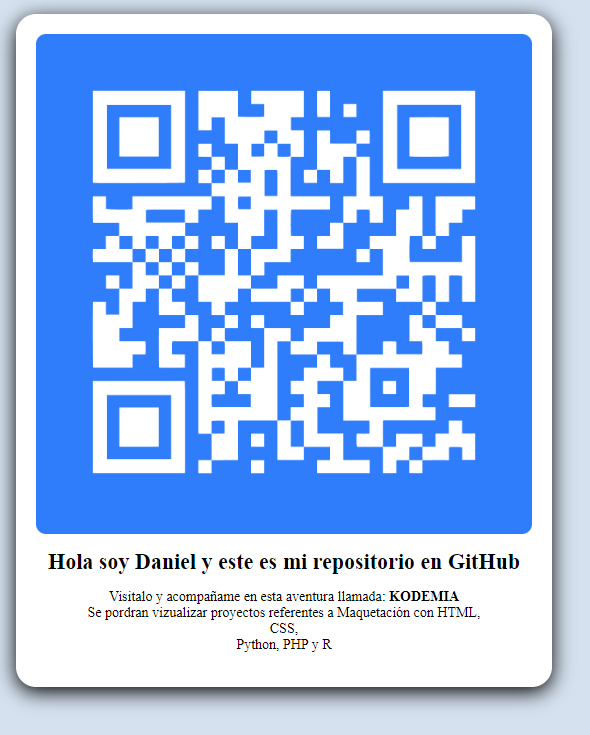 Hola soy Daniel y este es mi repositorio en GitHub
Visitalo y acompañame en esta aventura llamada: KODEMIA
Se pordran vizualizar proyectos referentes a Maquetación con HTML,
CSS,
Python, PHP y R